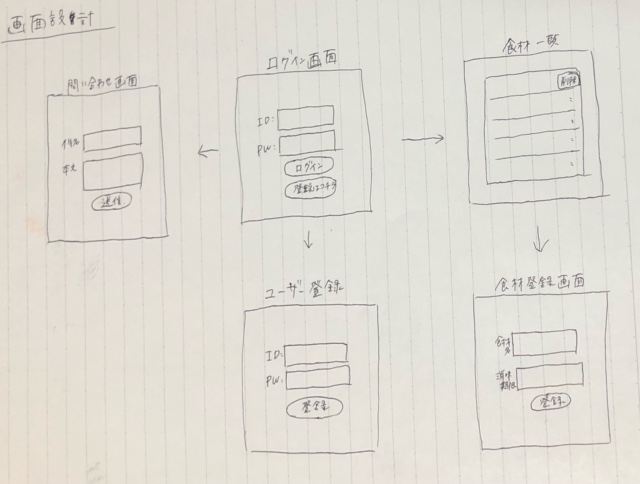 画面設計
問い合わせ画面
本文
送信
ログイン画面
ID:
PW:
ログイン
登録はコチラ
食材一覧
削除
ユーザー登録
ID:
PW:
登録
食材登録画面
食材名
消味期限
登録